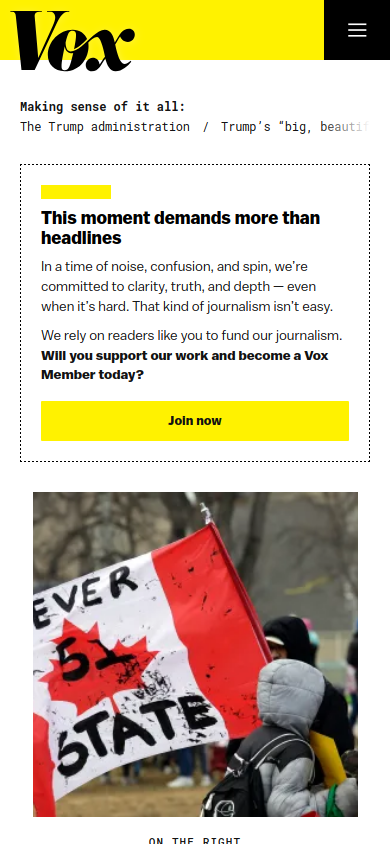 Vox
Making sense of it all:
The Trump administration / Trump's "big, beauti
This moment demands more than
headlines
In a time of noise, confusion, and spin, we're
committed to clarity, truth, and depth — even
when it's hard. That kind of journalism isn't easy.
We rely on readers like you to fund our journalism.
Will you support our work and become a Vox
Member today?
Join now
EVER
51
STATE
ON THE RIGHT